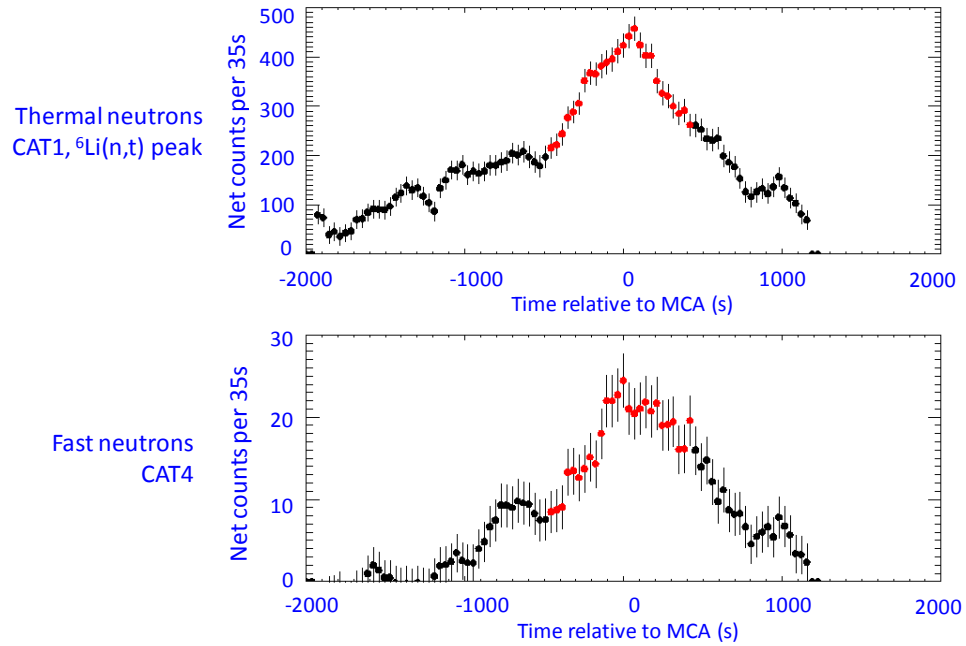 500
400
300
200
100
0
Net counts per 35s
Thermal neutrons
CAT1, ⁶Li(n,t) peak
-2000 -1000 0 1000 2000
Time relative to MCA (s)
30
20
10
0
Net counts per 35s
Fast neutrons
CAT4
-2000 -1000 0 1000 2000
Time relative to MCA (s)